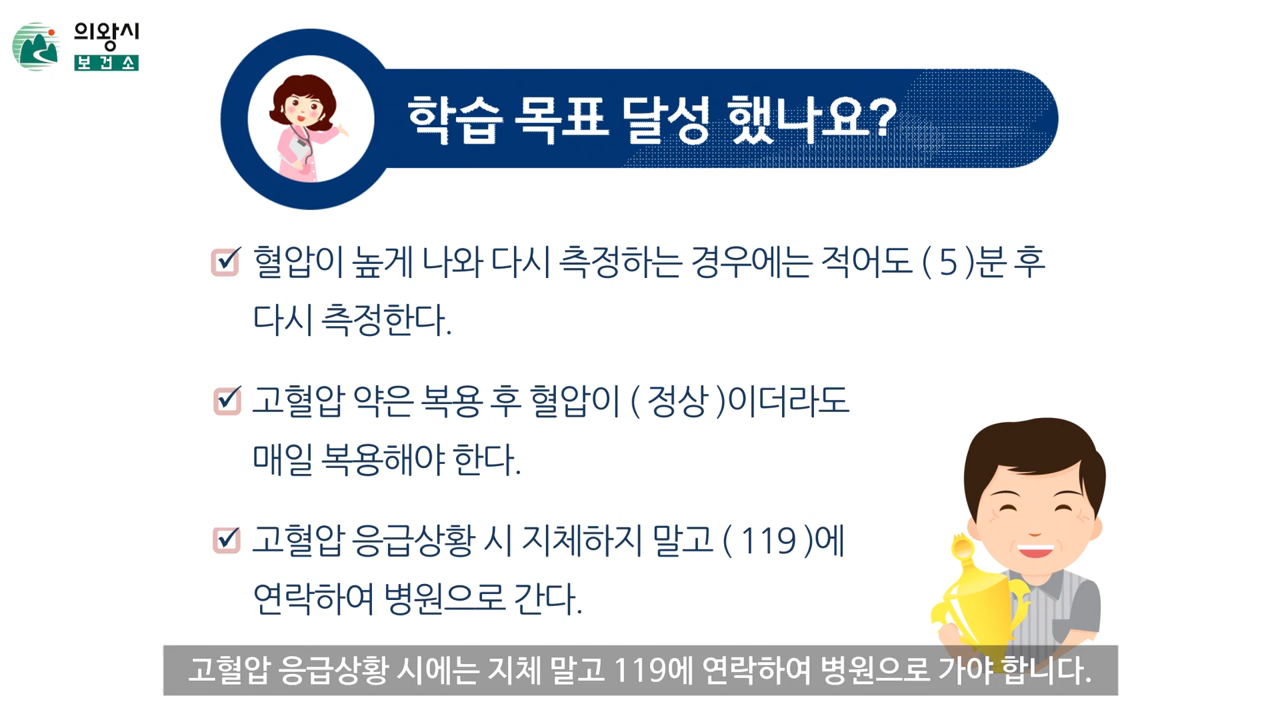 의왕시
보건소
학습 목표 달성 했나요?
혈압이 높게 나와 다시 측정하는 경우에는 적어도 ( 5 )분 후
다시 측정한다.
고혈압 약은 복용 후 혈압이 ( 정상 )이더라도
매일 복용해야 한다.
고혈압 응급상황 시 지체하지 말고 ( 119 )에
연락하여 병원으로 간다.
고혈압 응급상황 시에는 지체 말고 119에 연락하여 병원으로 가야 합니다.